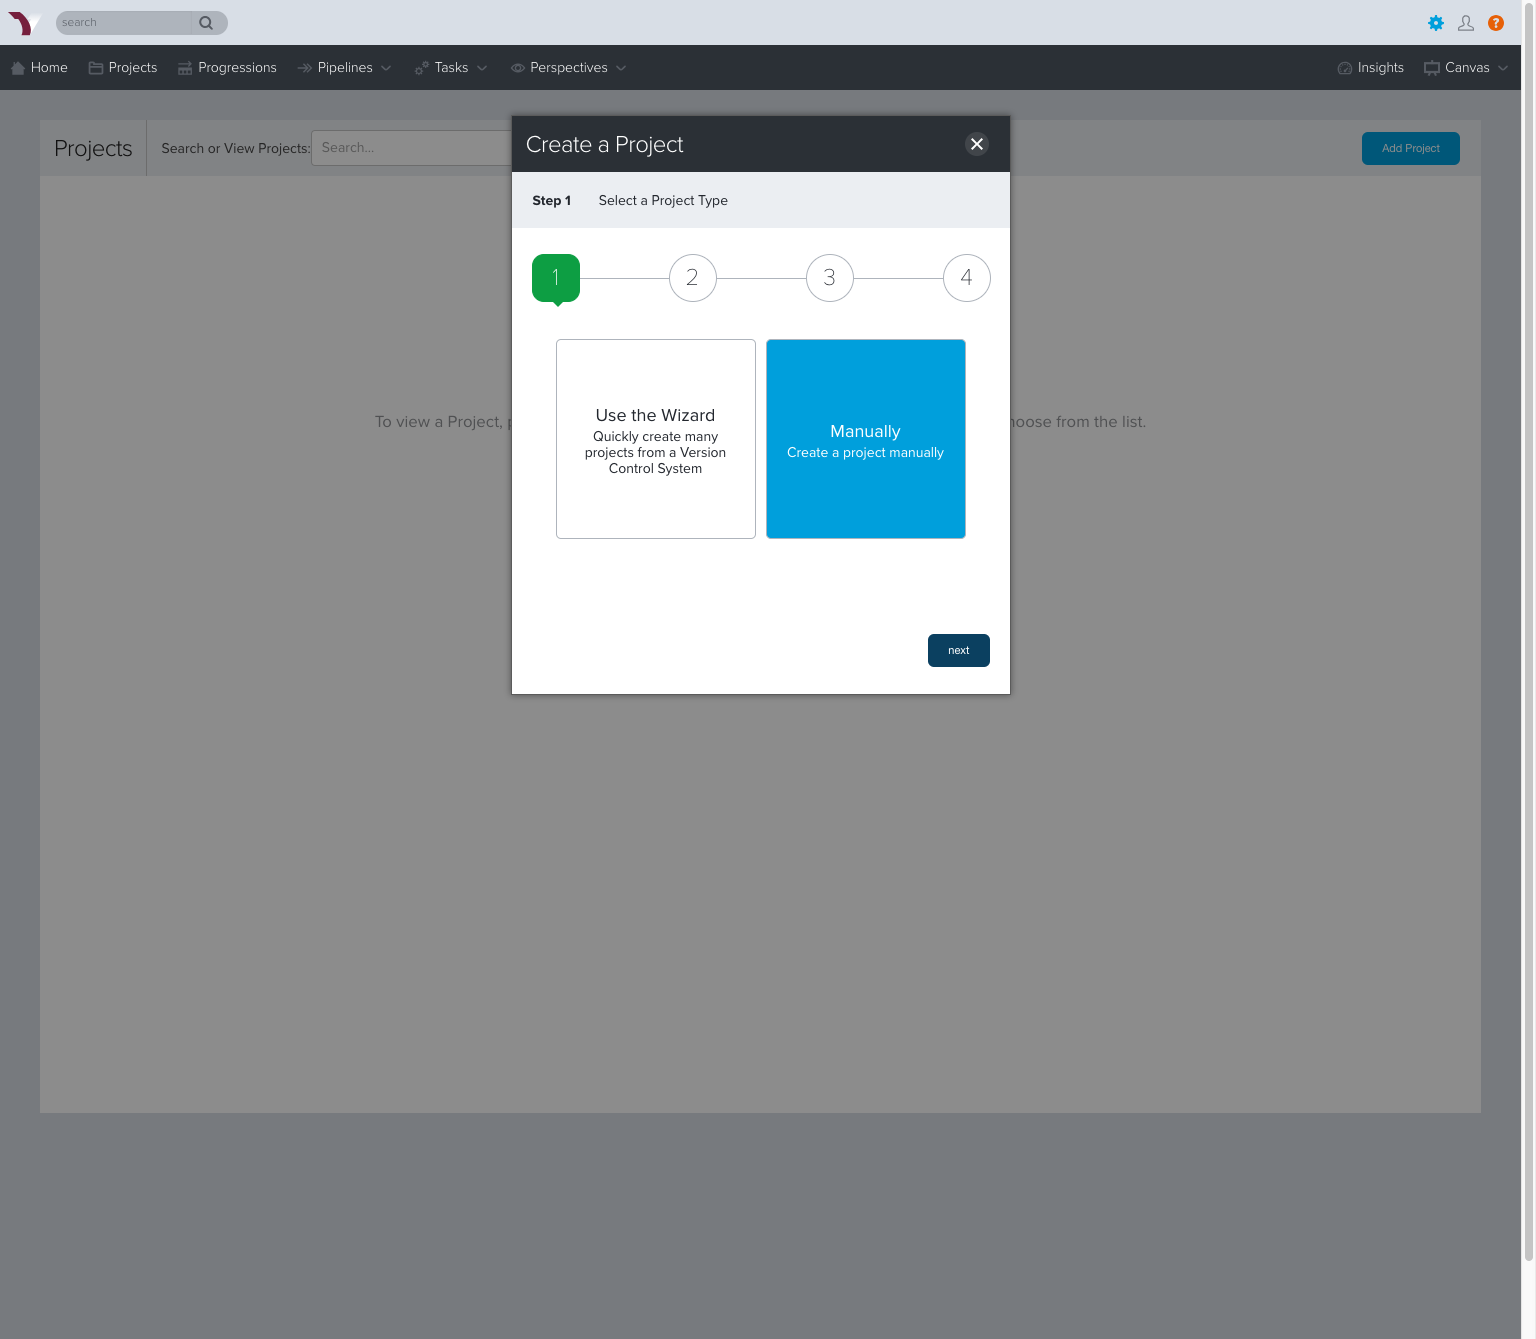 search
?
Home Projects Progressions Pipelines Tasks Perspectives Insights Canvas
Projects Search or View Projects: Search... Add Project
Create a Project
Step 1 Select a Project Type
1 2 3 4
To view a Project,
hoose from the list.
Use the Wizard
Quickly create many
projects from a Version
Control System
Manually
Create a project manually
next